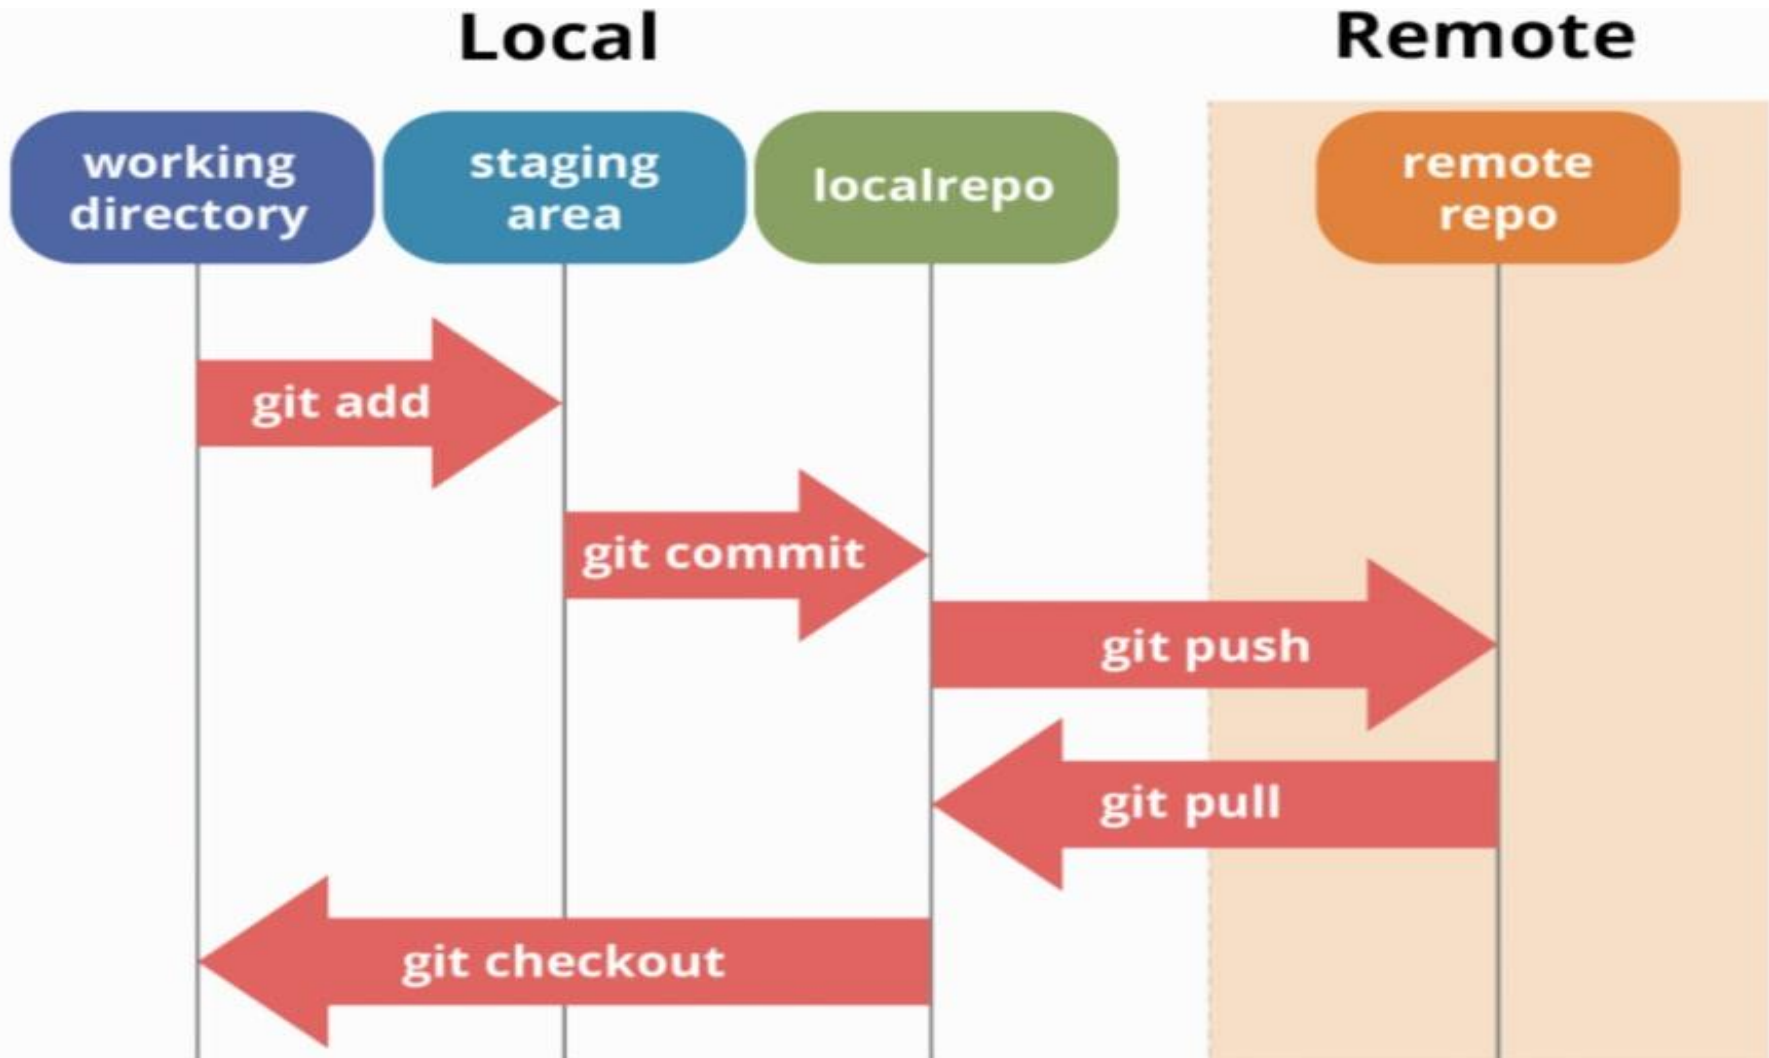 Local
Remote
working
directory
staging
area
localrepo
remote
repo
git add
git commit
git push
git pull
git checkout